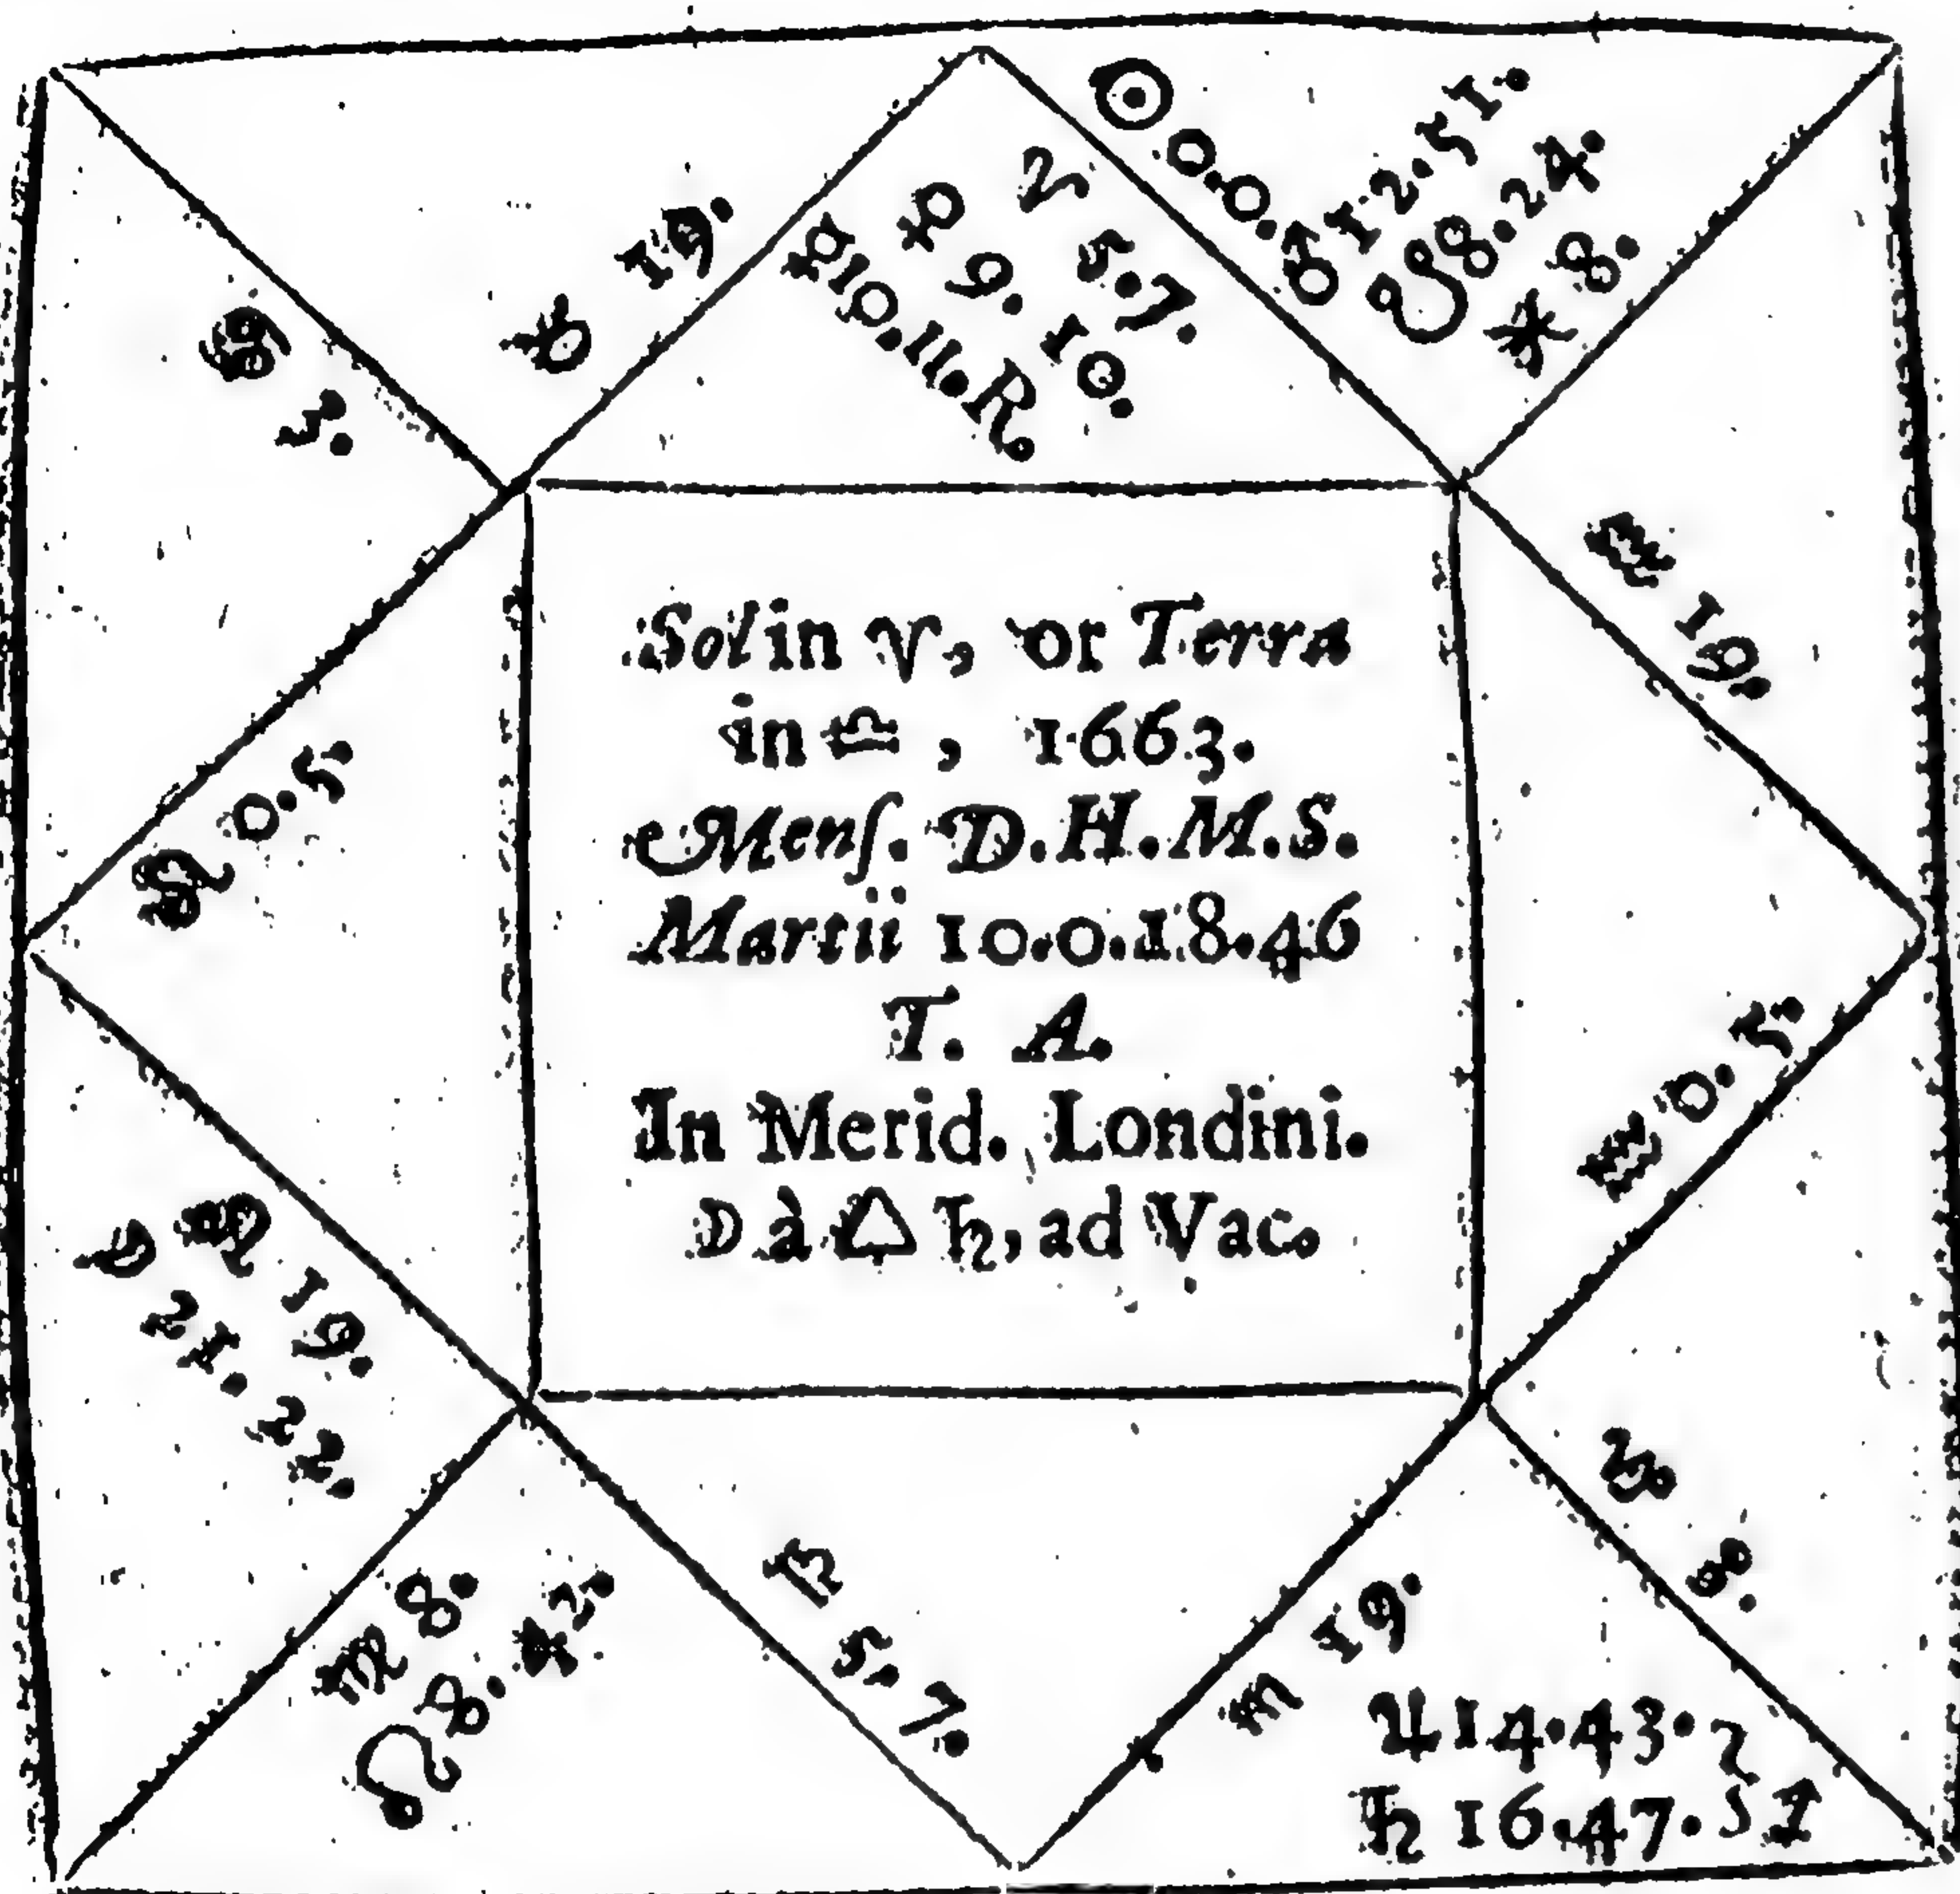 ☉ 0.0.
♂ 12.51.
☋ 8.24.
♓ 8.
♈ 5.7.
♀ 9.10.
☿ 10.11. ℞
♉ 19.
♋ 3.
♒ 19.
Sol in ♈, or Terra
in ♎, 1663.
Menſ. D. H. M. S.
Martii 10.0.18.46
T. A.
In Merid. Londini.
☽ à △ ♄, ad Vac.
♌ 0.5.
♒ 0.5.
♍ 19.
☽ 21.22.
♍ 8.
☊ 8.42.
5.7.
♏ 19.
♃ 14.43.
♄ 16.47.51
8.